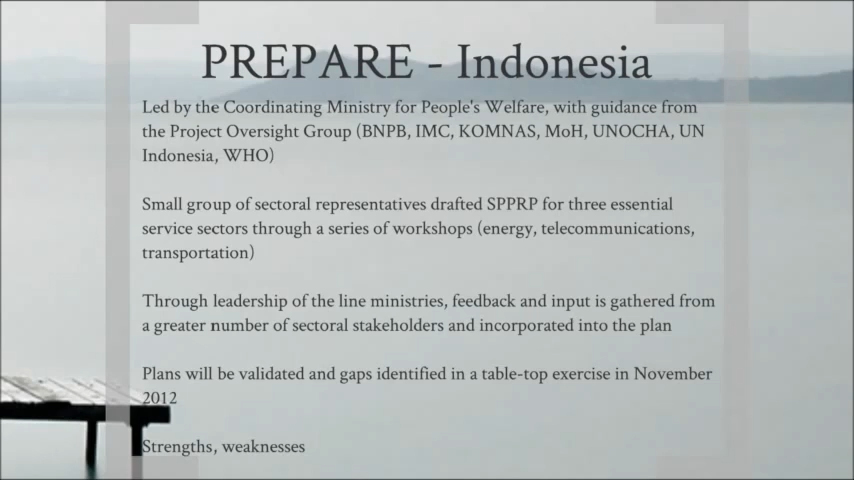 PREPARE - Indonesia
Led by the Coordinating Ministry for People's Welfare, with guidance from
the Project Oversight Group (BNPB, IMC, KOMNAS, MoH, UNOCHA, UN
Indonesia, WHO)
Small group of sectoral representatives drafted SPPRP for three essential
service sectors through a series of workshops (energy, telecommunications,
transportation)
Through leadership of the line ministries, feedback and input is gathered from
a greater number of sectoral stakeholders and incorporated into the plan
Plans will be validated and gaps identified in a table-top exercise in November
2012
Strengths, weaknesses